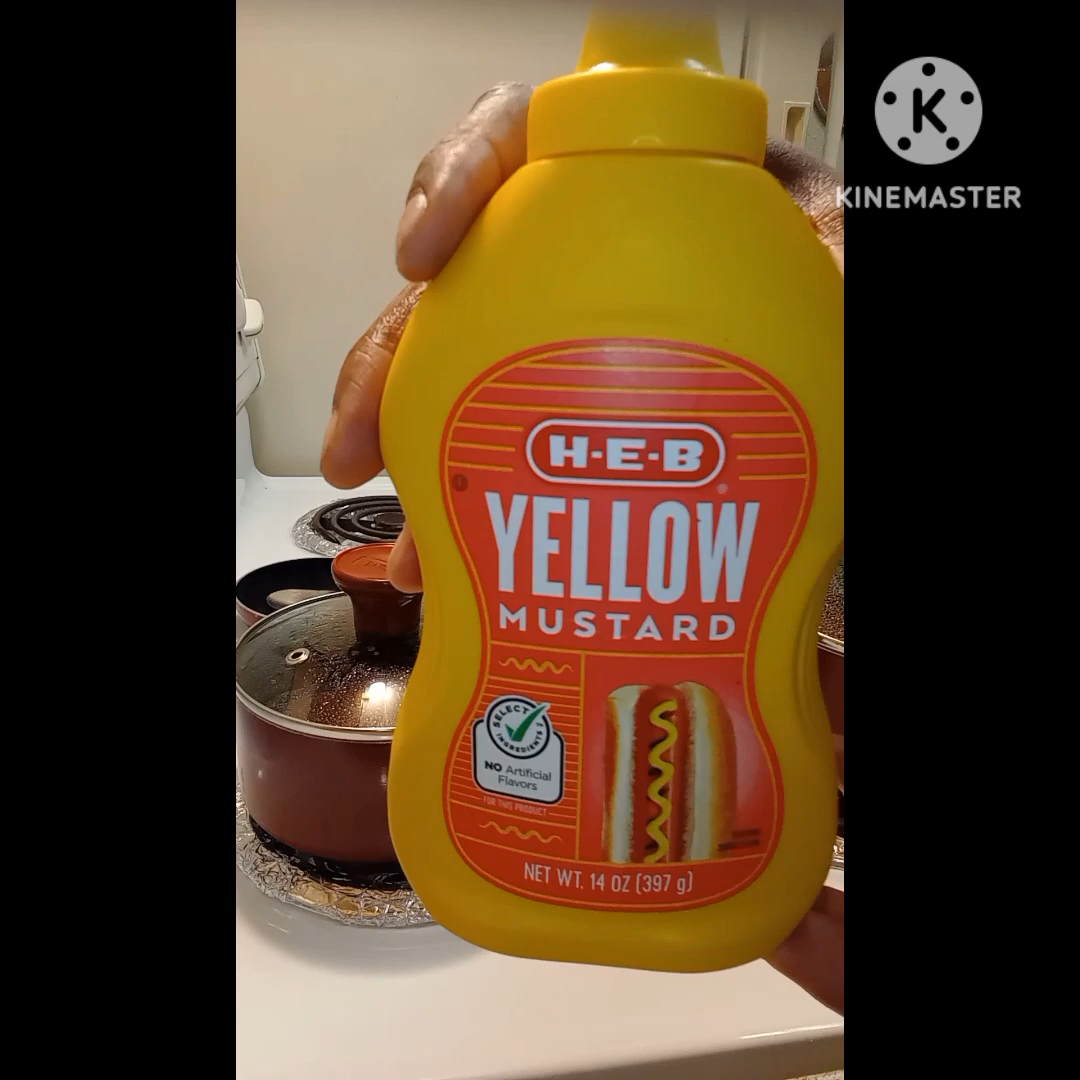 K
KINEMASTER
H-E-B
YELLOW
MUSTARD
SELECT
INGREDIENTS
NO Artificial
Flavors
FOR THIS PRODUCT
NET WT. 14 OZ (397 g)